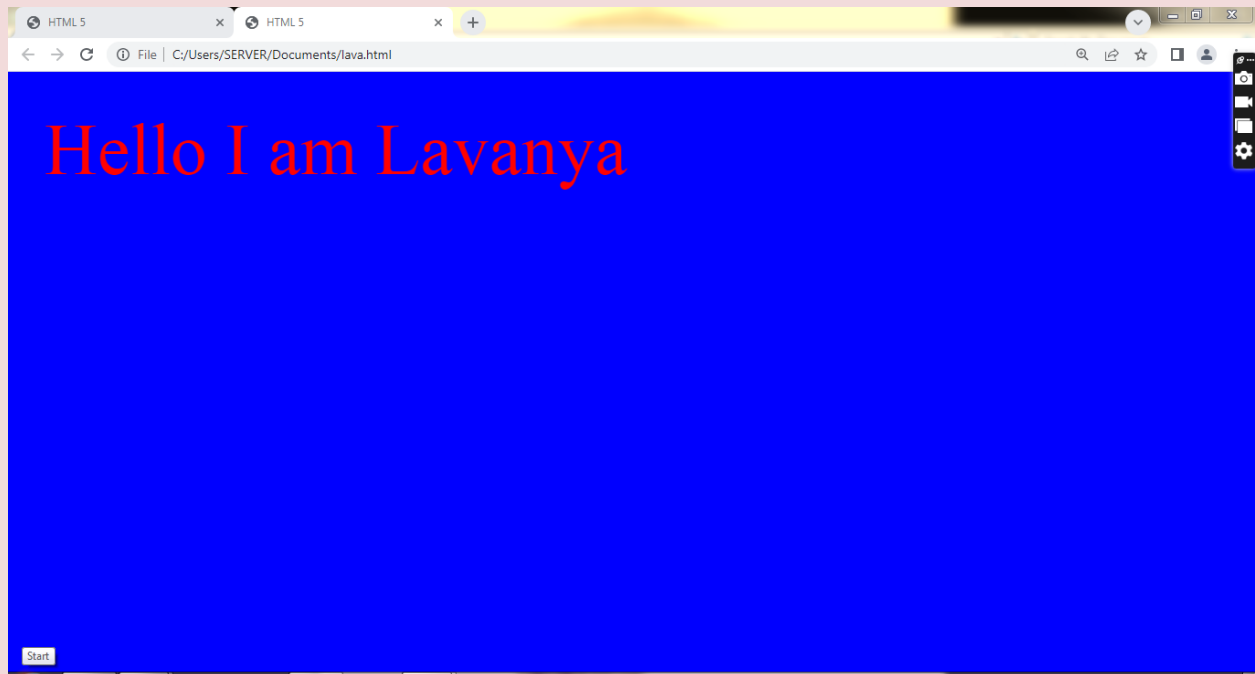 HTML 5
HTML 5
File C:/Users/SERVER/Documents/lava.html
Hello I am Lavanya
Start